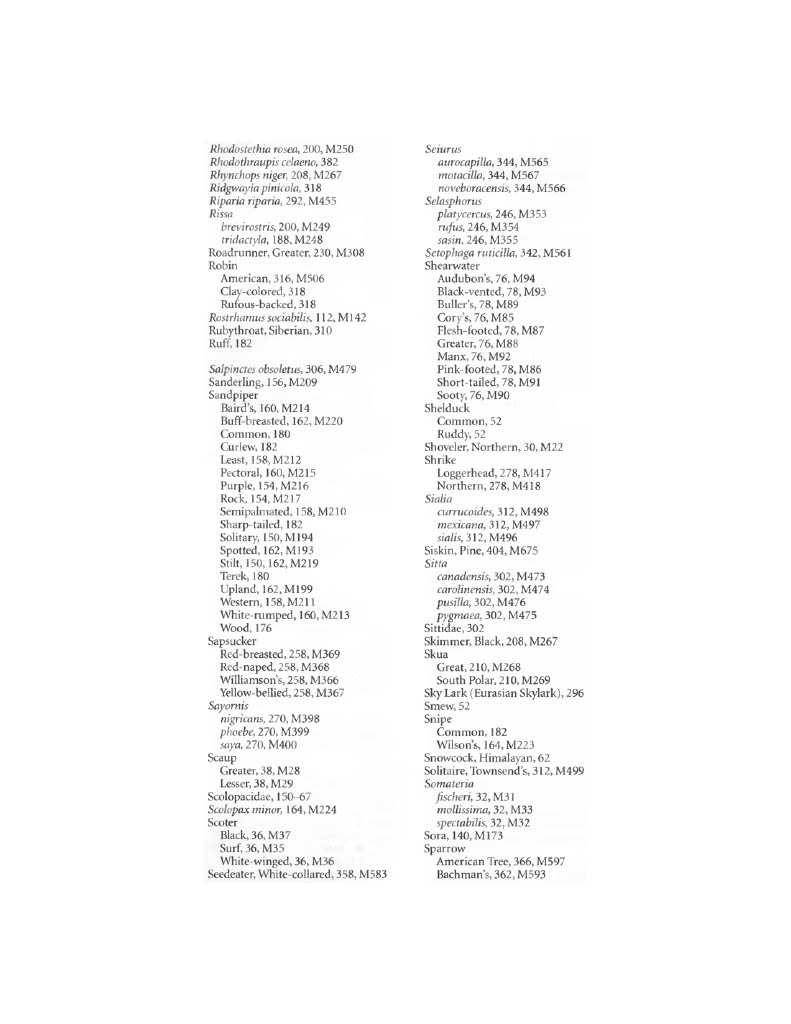 Rhodostethia rosea, 200, M250
Rhodothraupis celaeno, 382
Rhynchops niger, 208, M267
Ridgwayia pinicola, 318
Riparia riparia, 292, M455
Rissa
brevirostris, 200, M249
tridactyla, 188, M248
Roadrunner, Greater, 230, M308
Robin
American, 316, M506
Clay-colored, 318
Rufous-backed, 318
Rostrhamus sociabilis, 112, M142
Rubythroat, Siberian, 310
Ruff, 182
Salpinctes obsoletus, 306, M479
Sanderling, 156, M209
Sandpiper
Baird's, 160, M214
Buff-breasted, 162, M220
Common, 180
Curlew, 182
Least, 158, M212
Pectoral, 160, M215
Purple, 154, M216
Rock, 154, M217
Semipalmated, 158, M210
Sharp-tailed, 182
Solitary, 150, M194
Spotted, 162, M193
Stilt, 150, 162, M219
Terek, 180
Upland, 162, M199
Western, 158, M211
White-rumped, 160, M213
Wood, 176
Sapsucker
Red-breasted, 258, M369
Red-naped, 258, M368
Williamson's, 258, M366
Yellow-bellied, 258, M367
Sayornis
nigricans, 270, M398
phoebe, 270, M399
saya, 270, M400
Scaup
Greater, 38, M28
Lesser, 38, M29
Scolopacidae, 150–67
Scolopax minor, 164, M224
Scoter
Black, 36, M37
Surf, 36, M35
White-winged, 36, M36
Seedeater, White-collared, 358, M583
Seiurus
aurocapilla, 344, M565
motacilla, 344, M567
noveboracensis, 344, M566
Selasphorus
platycercus, 246, M353
rufus, 246, M354
sasin, 246, M355
Setophaga ruticilla, 342, M561
Shearwater
Audubon's, 76, M94
Black-vented, 78, M93
Buller's, 78, M89
Cory's, 76, M85
Flesh-footed, 78, M87
Greater, 76, M88
Manx, 76, M92
Pink-footed, 78, M86
Short-tailed, 78, M91
Sooty, 76, M90
Shelduck
Common, 52
Ruddy, 52
Shoveler, Northern, 30, M22
Shrike
Loggerhead, 278, M417
Northern, 278, M418
Sialia
currucoides, 312, M498
mexicana, 312, M497
sialis, 312, M496
Siskin, Pine, 404, M675
Sitta
canadensis, 302, M473
carolinensis, 302, M474
pusilla, 302, M476
pygmaea, 302, M475
Sittidae, 302
Skimmer, Black, 208, M267
Skua
Great, 210, M268
South Polar, 210, M269
Sky Lark (Eurasian Skylark), 296
Smew, 52
Snipe
Common, 182
Wilson's, 164, M223
Snowcock, Himalayan, 62
Solitaire, Townsend's, 312, M499
Somateria
fischeri, 32, M31
mollissima, 32, M33
spectabilis, 32, M32
Sora, 140, M173
Sparrow
American Tree, 366, M597
Bachman's, 362, M593